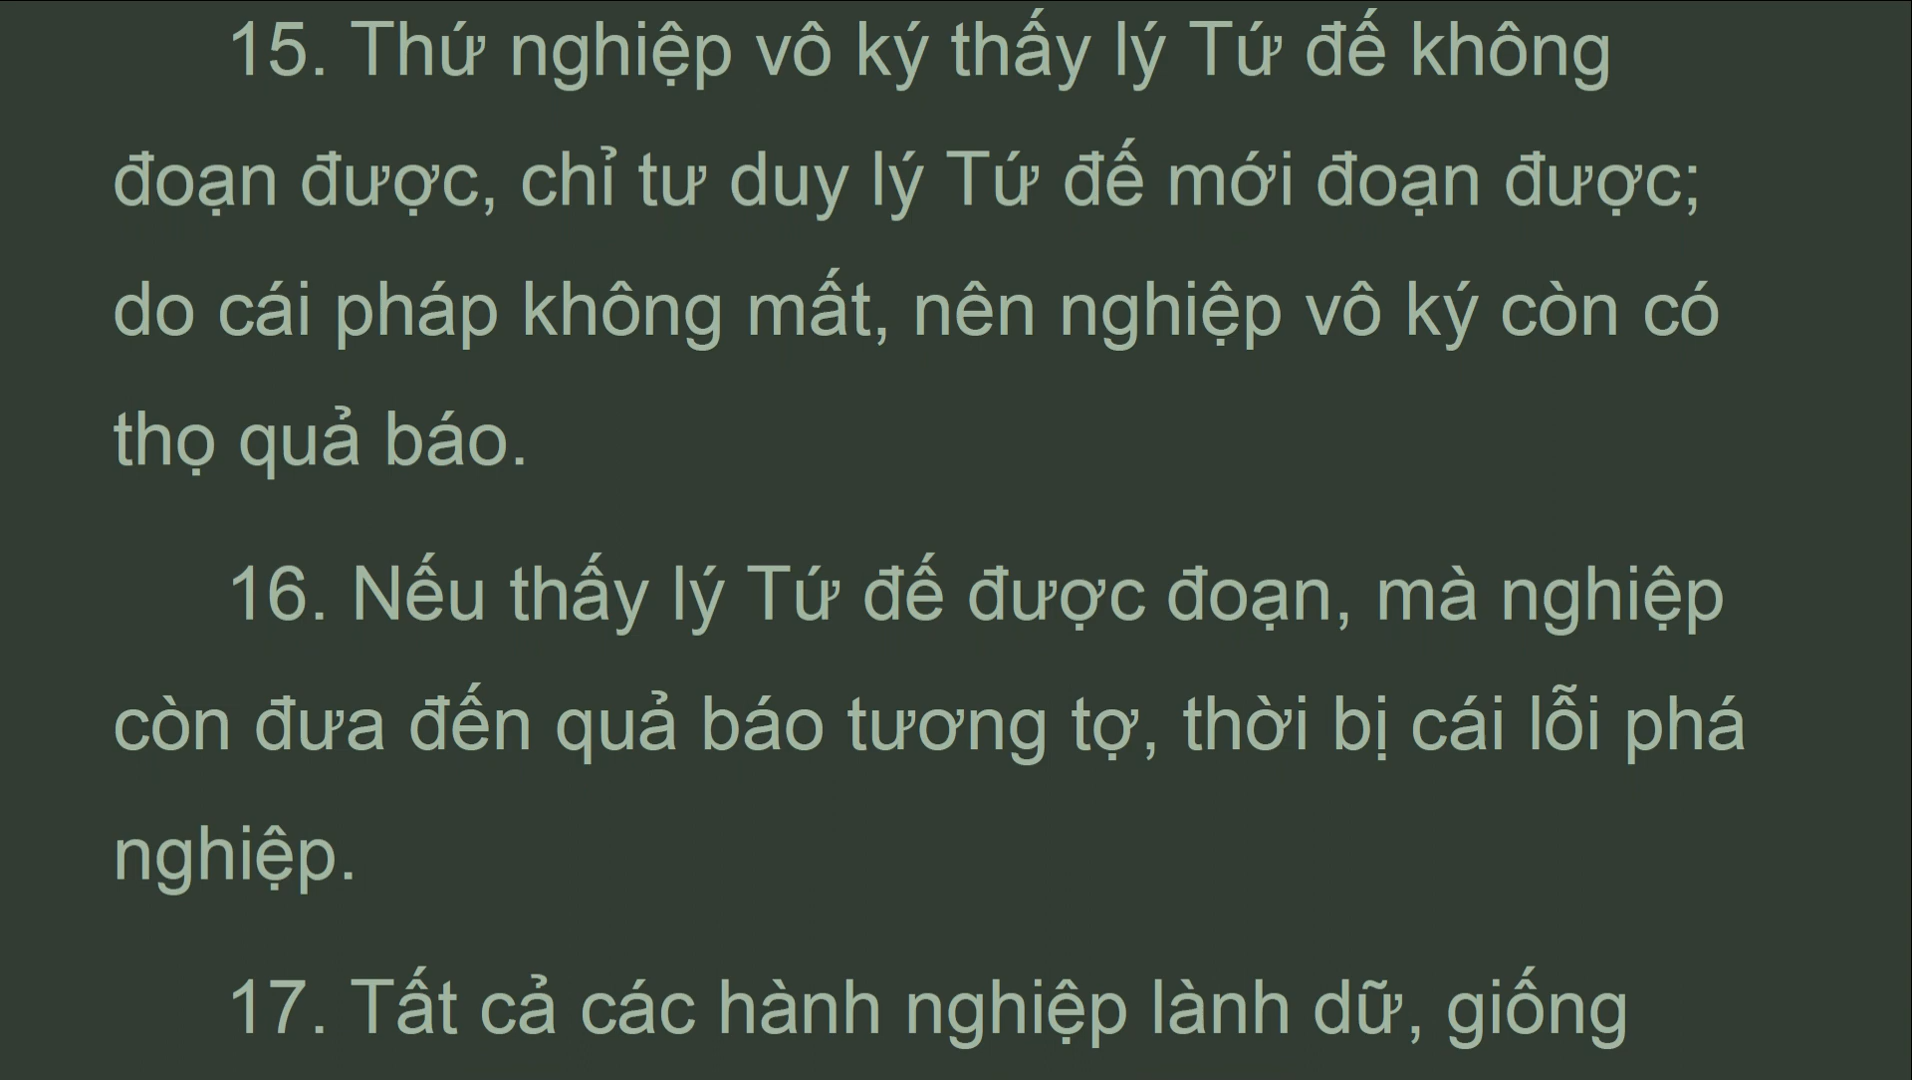 15. Thứ nghiệp vô ký thấy lý Tứ đế không
đoạn được, chỉ tư duy lý Tứ đế mới đoạn được;
do cái pháp không mất, nên nghiệp vô ký còn có
thọ quả báo.
16. Nếu thấy lý Tứ đế được đoạn, mà nghiệp
còn đưa đến quả báo tương tợ, thời bị cái lỗi phá
nghiệp.
17. Tất cả các hành nghiệp lành dữ, giống